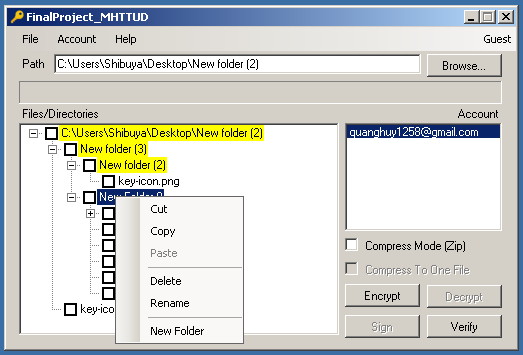 FinalProject_MHTTUD
File Account Help Guest
Path C:\Users\Shibuya\Desktop\New folder (2) Browse...
Files/Directories Account
C:\Users\Shibuya\Desktop\New folder (2)
New folder (3)
New folder (2)
key-icon.png
New Folder
key-ico
Cut
Copy
Paste
Delete
Rename
New Folder
quanghuy1258@gmail.com
Compress Mode (Zip)
Compress To One File
Encrypt Decrypt
Sign Verify